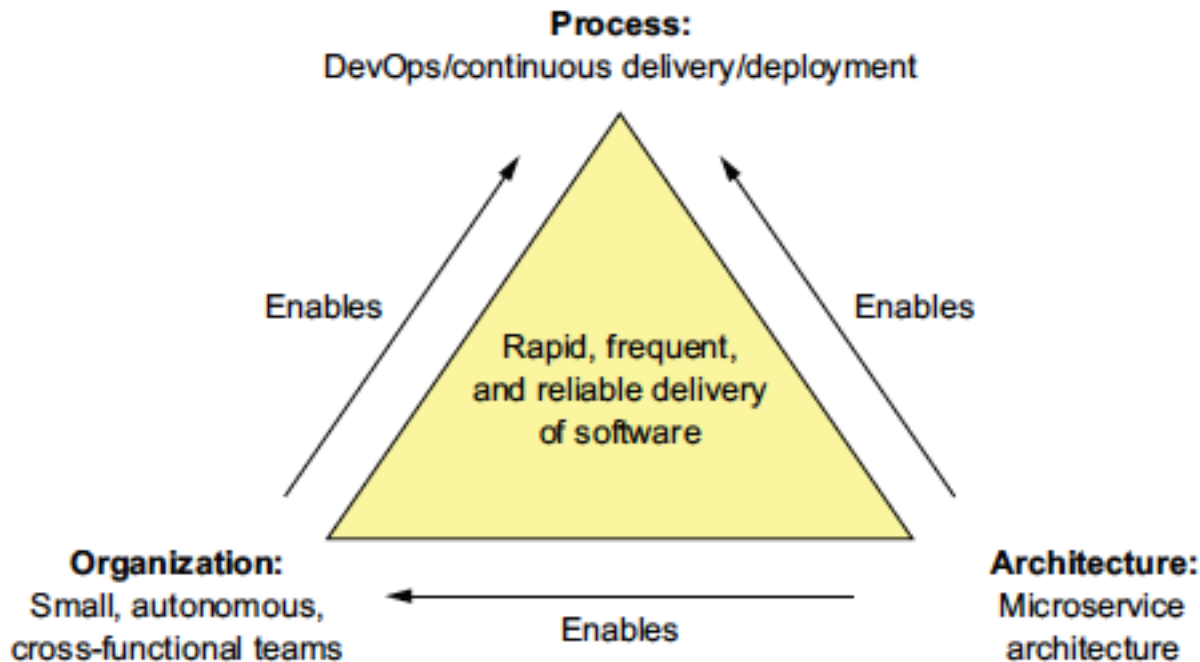 Process:
DevOps/continuous delivery/deployment
Enables
Enables
Rapid, frequent,
and reliable delivery
of software
Organization:
Small, autonomous,
cross-functional teams
Enables
Architecture:
Microservice
architecture